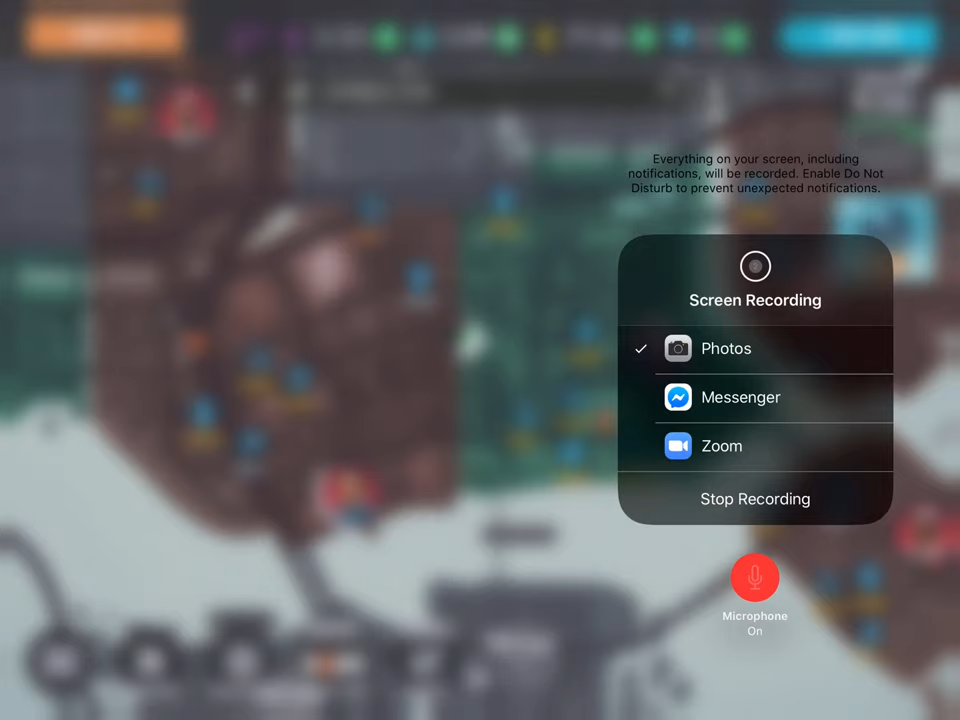 Everything on your screen, including
notifications, will be recorded. Enable Do Not
Disturb to prevent unexpected notifications.
Screen Recording
Photos
Messenger
Zoom
Stop Recording
Microphone
On